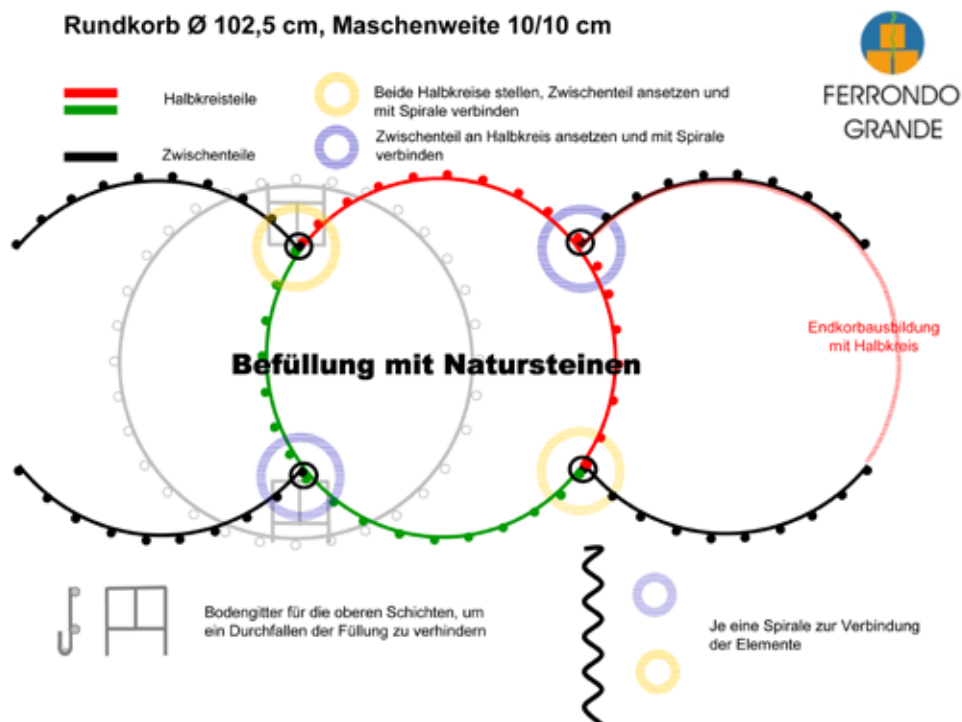 Rundkorb Ø 102,5 cm, Maschenweite 10/10 cm
Halbkreisteile
Beide Halbkreise stellen, Zwischenteil ansetzen und
mit Spirale verbinden
Zwischenteile
Zwischenteil an Halbkreis ansetzen und mit Spirale
verbinden
FERRONDO
GRANDE
Endkorbausbildung
mit Halbkreis
Befüllung mit Natursteinen
Bodengitter für die oberen Schichten, um
ein Durchfallen der Füllung zu verhindern
Je eine Spirale zur Verbindung
der Elemente